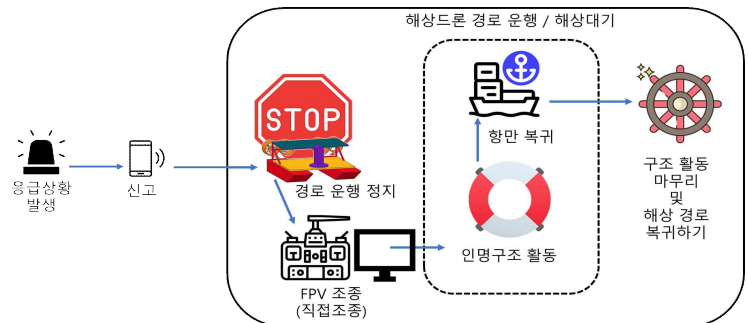 해상드론 경로 운행 / 해상대기
STOP
응급상황
발생
신고
경로 운행 정지
FPV 조종
(직접조종)
항만 복귀
인명구조 활동
구조 활동
마무리
및
해상 경로
복귀하기